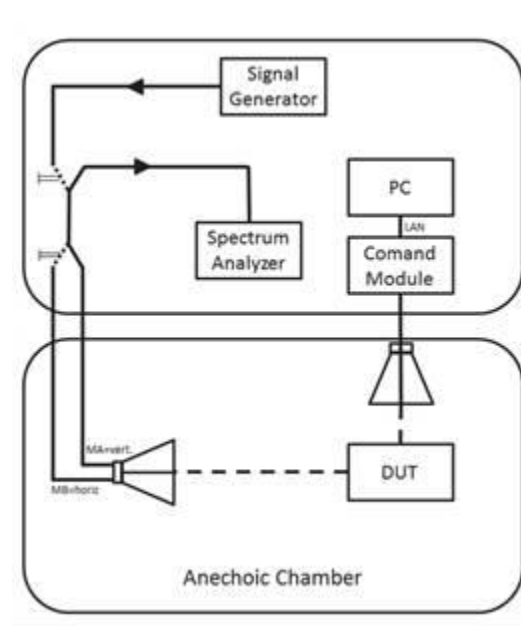 Signal
Generator
PC
LAN
Spectrum
Analyzer
Comand
Module
MA=vert.
MB=horiz
DUT
Anechoic Chamber